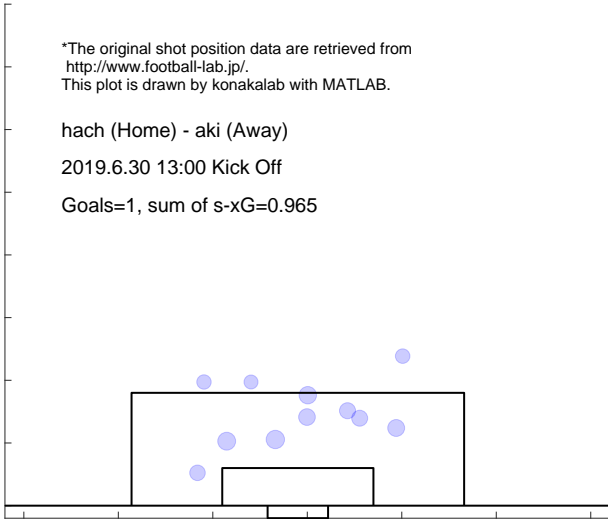 *The original shot position data are retrieved from
http://www.football-lab.jp/.
This plot is drawn by konakalab with MATLAB.
hach (Home) - aki (Away)
2019.6.30 13:00 Kick Off
Goals=1, sum of s-xG=0.965